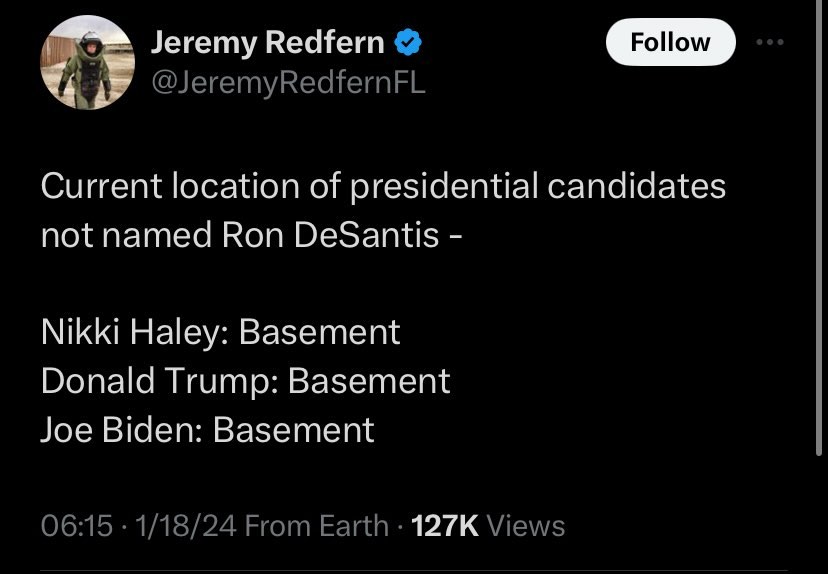 Jeremy Redfern
Follow
@JeremyRedfernFL
Current location of presidential candidates
not named Ron DeSantis -
Nikki Haley: Basement
Donald Trump: Basement
Joe Biden: Basement
06:15 · 1/18/24 From Earth · 127K Views